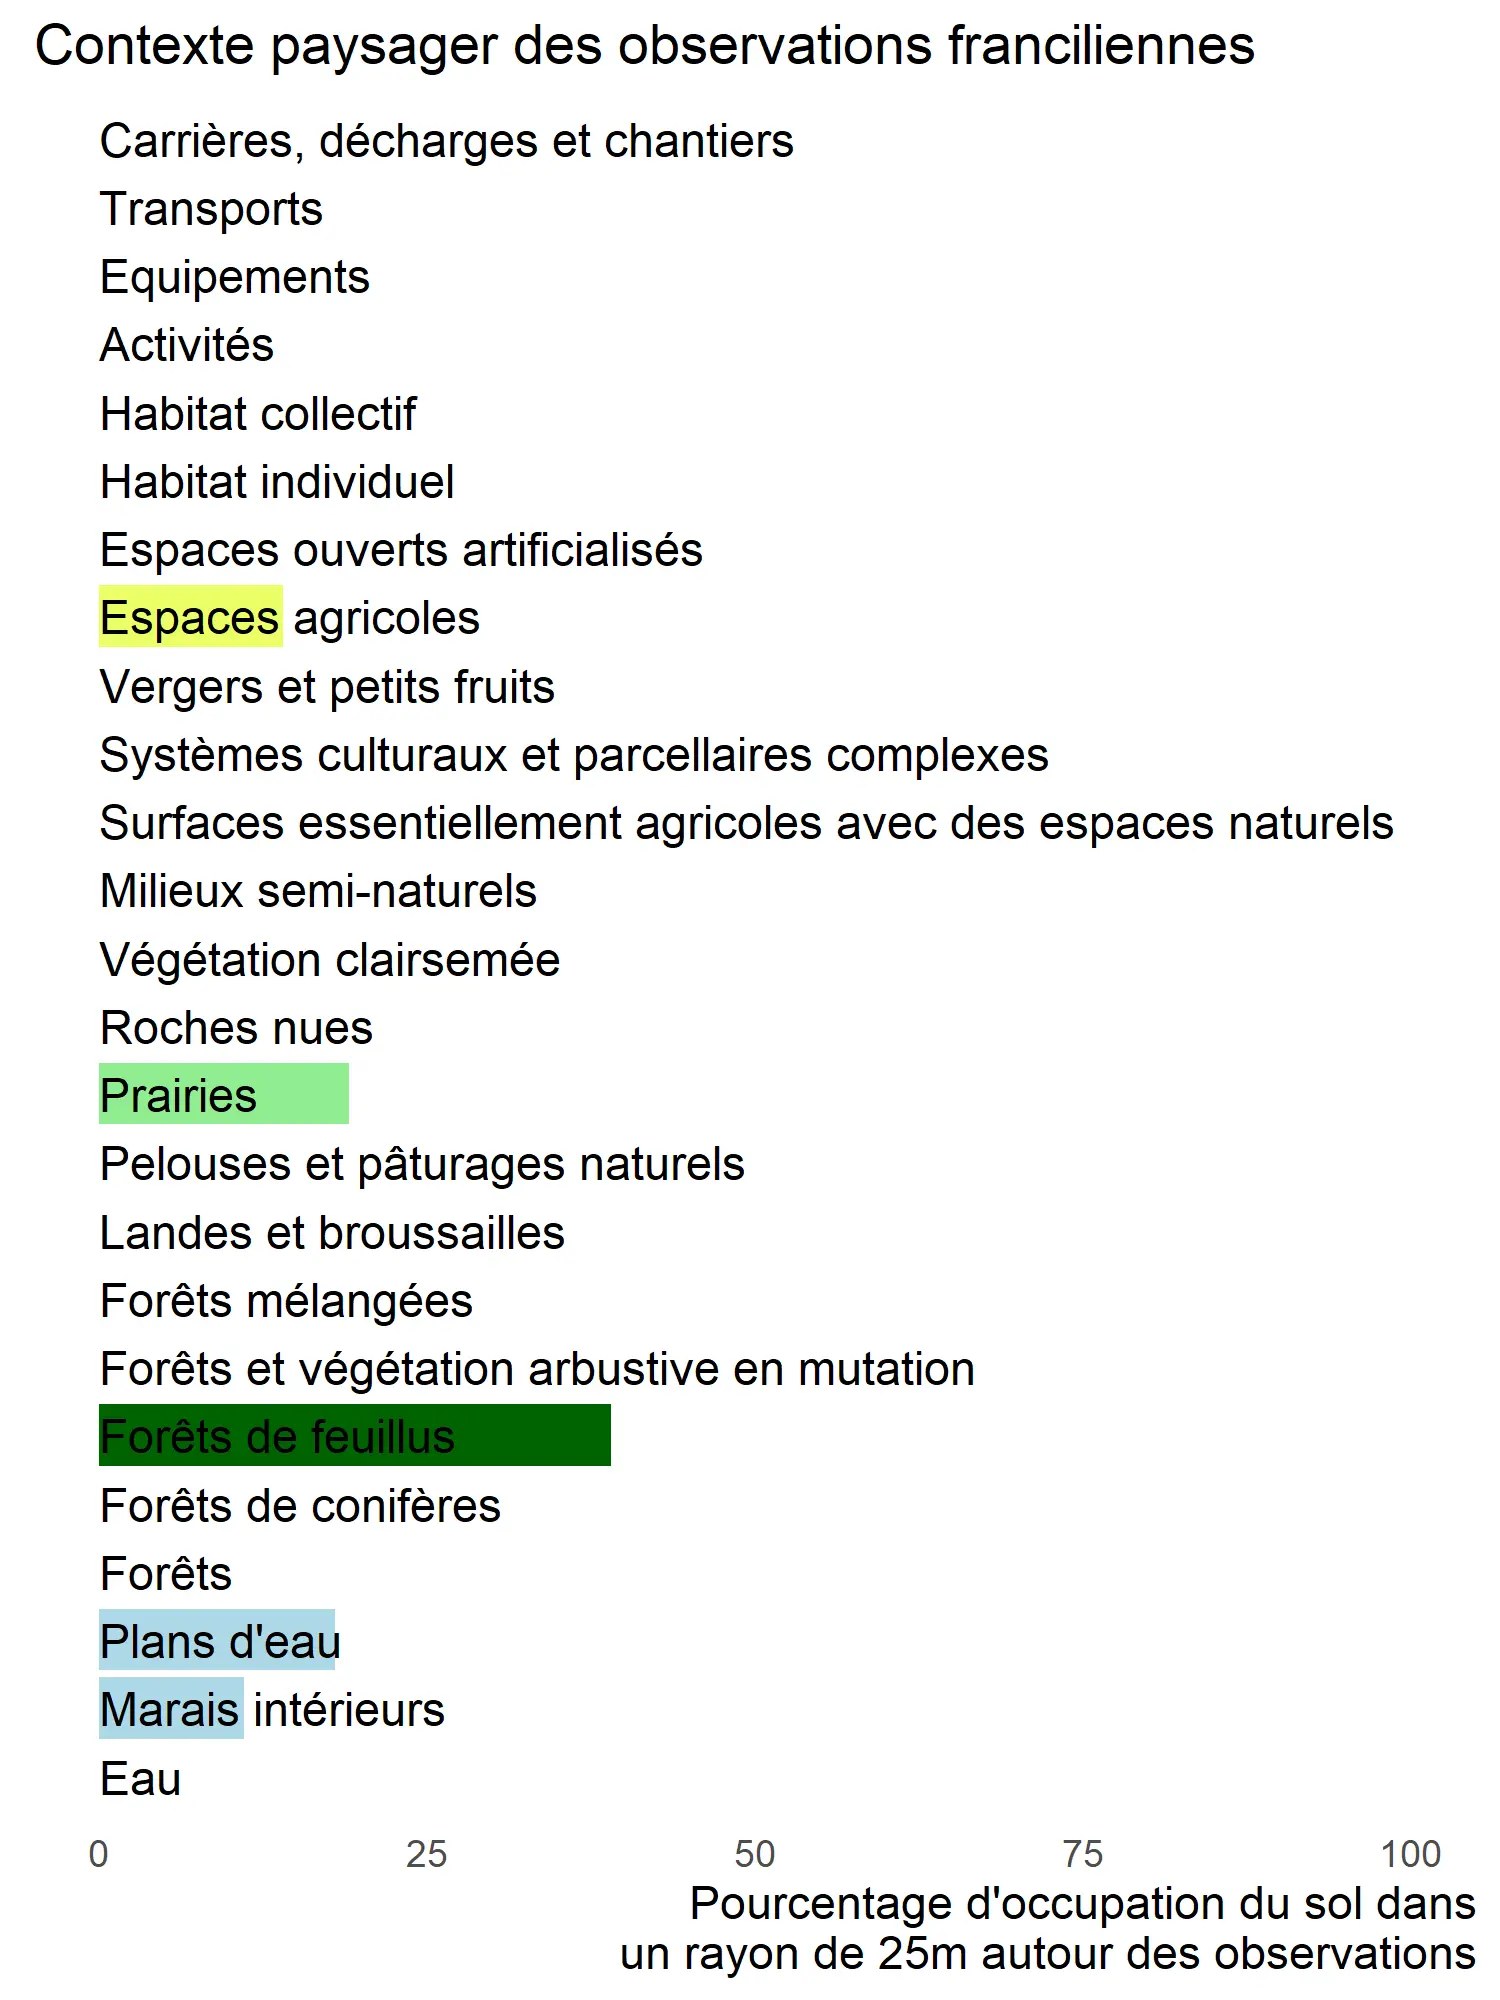 Contexte paysager des observations franciliennes
Carrières, décharges et chantiers
Transports
Equipements
Activités
Habitat collectif
Habitat individuel
Espaces ouverts artificialisés
Espaces agricoles
Vergers et petits fruits
Systèmes culturaux et parcellaires complexes
Surfaces essentiellement agricoles avec des espaces naturels
Milieux semi-naturels
Végétation clairsemée
Roches nues
Prairies
Pelouses et pâturages naturels
Landes et broussailles
Forêts mélangées
Forêts et végétation arbustive en mutation
Forêts de feuillus
Forêts de conifères
Forêts
Plans d'eau
Marais intérieurs
Eau
0 25 50 75 100
Pourcentage d'occupation du sol dans
un rayon de 25m autour des observations